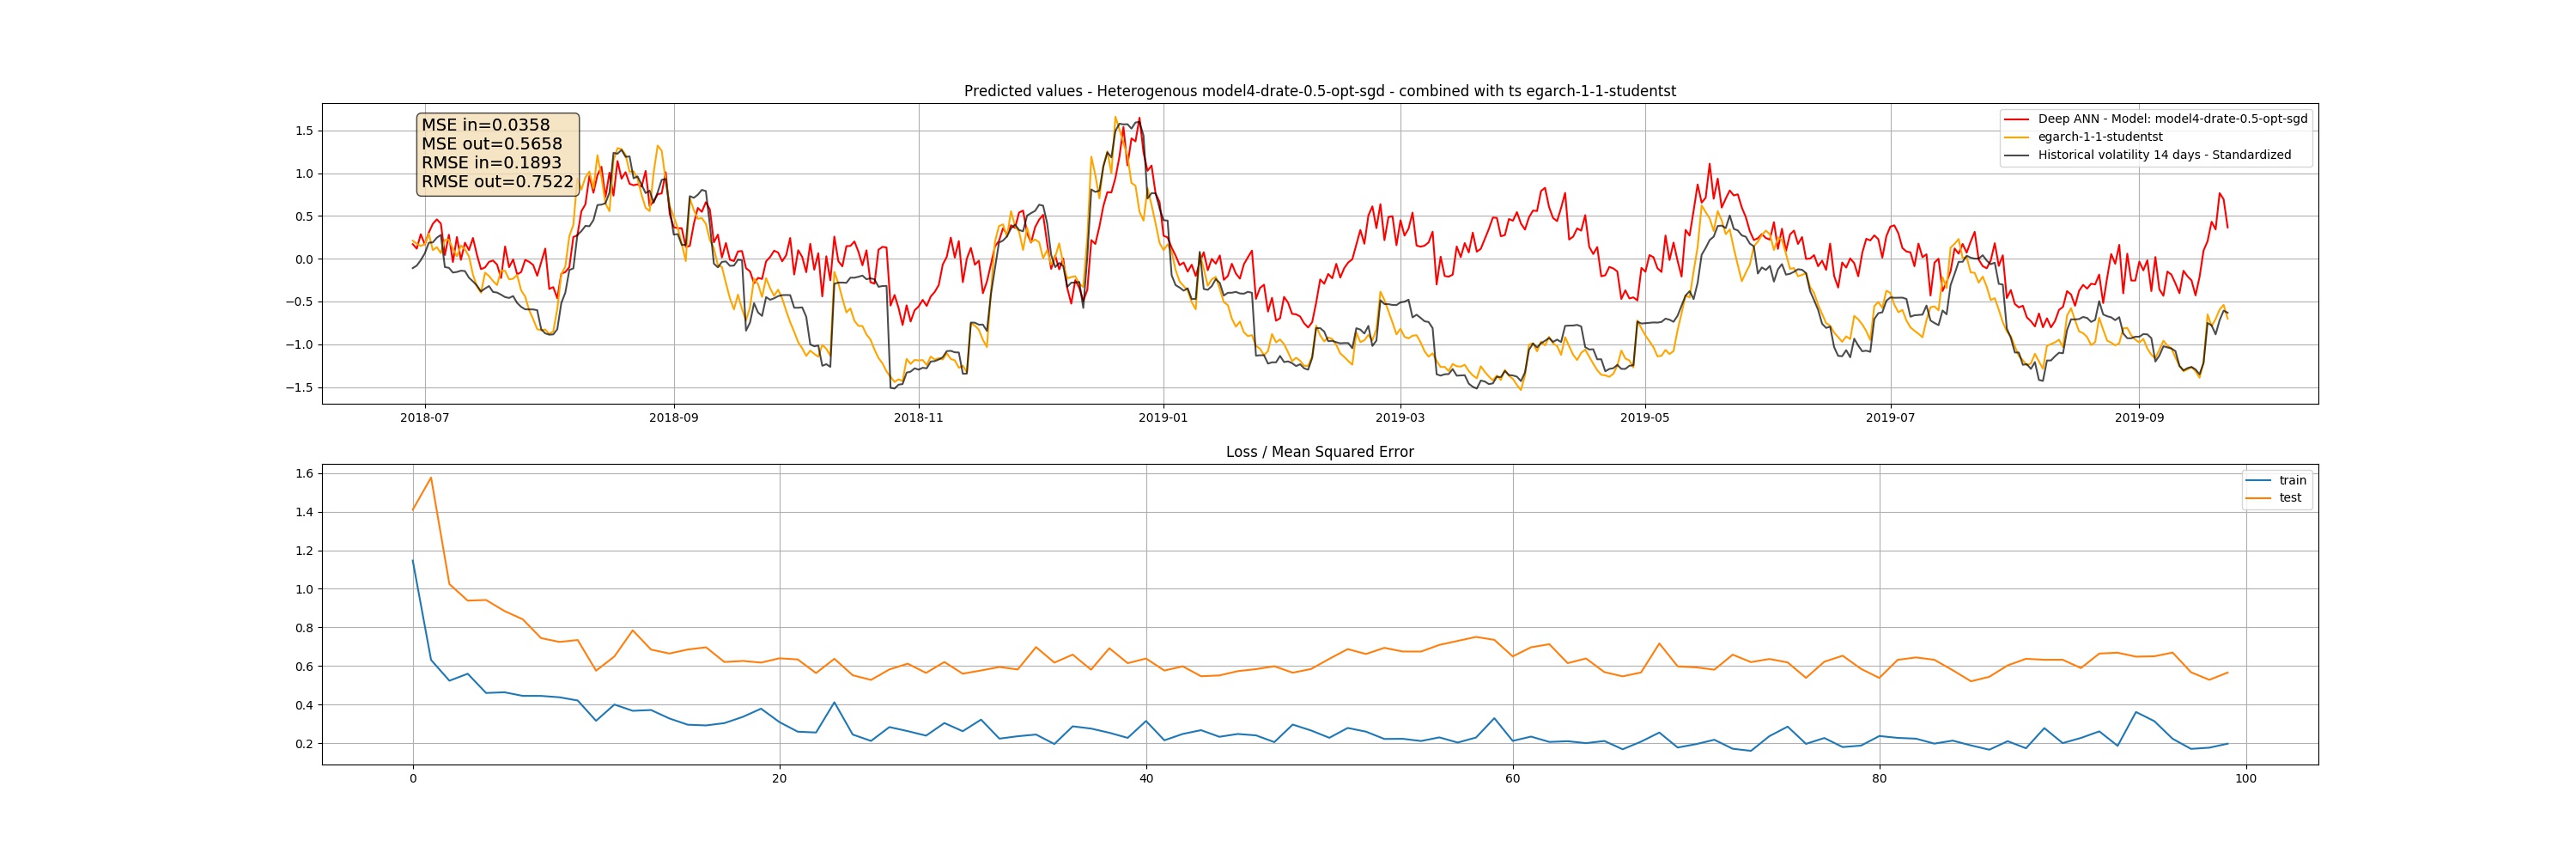 Predicted values - Heterogenous model4-drate-0.5-opt-sgd - combined with ts egarch-1-1-studentst
MSE in=0.0358
MSE out=0.5658
RMSE in=0.1893
RMSE out=0.7522
Deep ANN - Model: model4-drate-0.5-opt-sgd
egarch-1-1-studentst
Historical volatility 14 days - Standardized
1.5
1.0
0.5
0.0
−0.5
−1.0
−1.5
2018-07 2018-09 2018-11 2019-01 2019-03 2019-05 2019-07 2019-09
Loss / Mean Squared Error
train
test
1.6
1.4
1.2
1.0
0.8
0.6
0.4
0.2
0 20 40 60 80 100